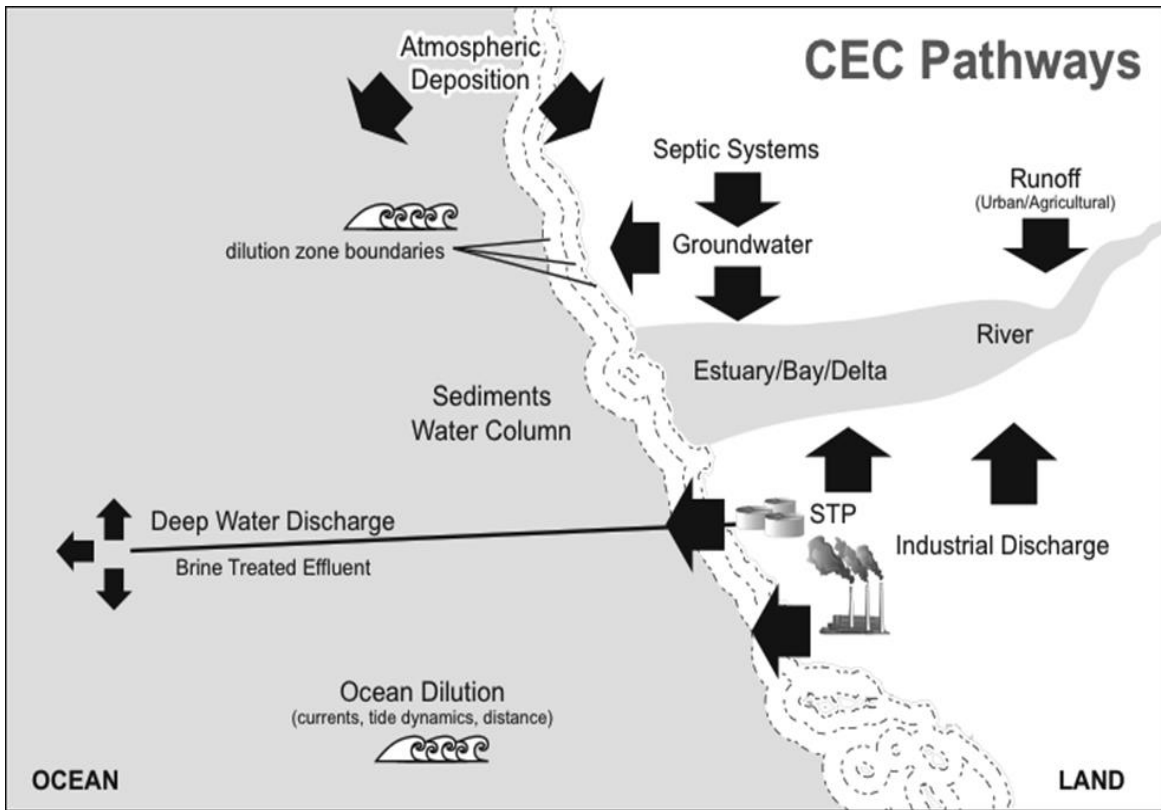 CEC Pathways
Atmospheric
Deposition
Septic Systems
Runoff
(Urban/Agricultural)
Groundwater
dilution zone boundaries
River
Estuary/Bay/Delta
Sediments
Water Column
Deep Water Discharge
STP
Industrial Discharge
Brine Treated Effluent
Ocean Dilution
(currents, tide dynamics, distance)
OCEAN
LAND